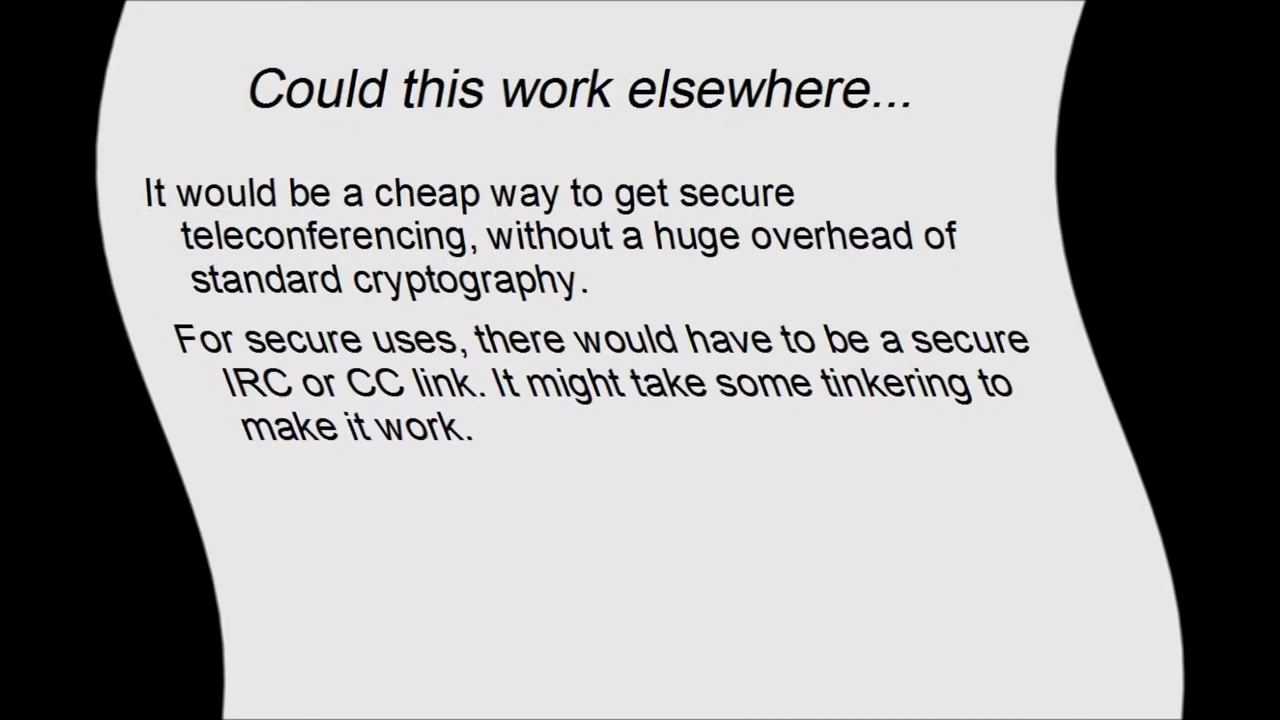 Could this work elsewhere...
It would be a cheap way to get secure
teleconferencing, without a huge overhead of
standard cryptography.
For secure uses, there would have to be a secure
IRC or CC link. It might take some tinkering to
make it work.